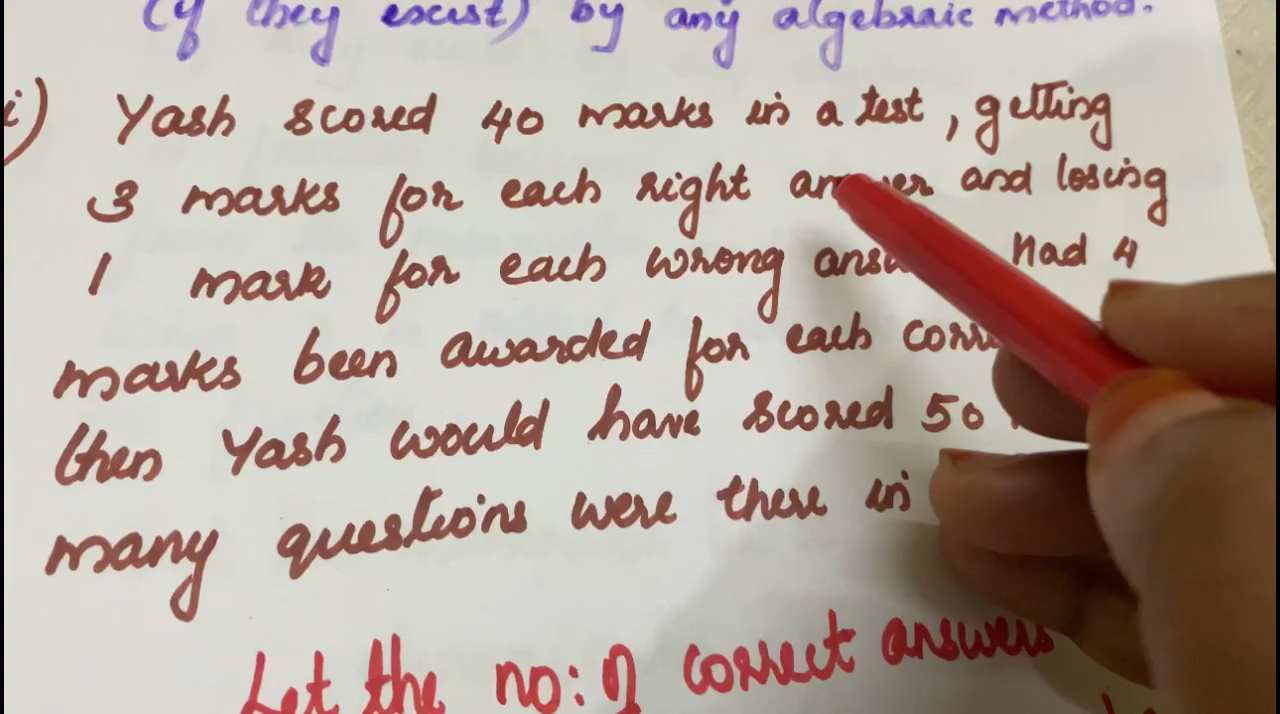 (if they exist) by any algebraic method.
i) Yash scored 40 marks in a test, getting
3 marks for each right and losing
1 mark for each wrong Had 4
marks been awarded for each
then Yash would have scored 50
many questions were there in
Let the no: of correct answers